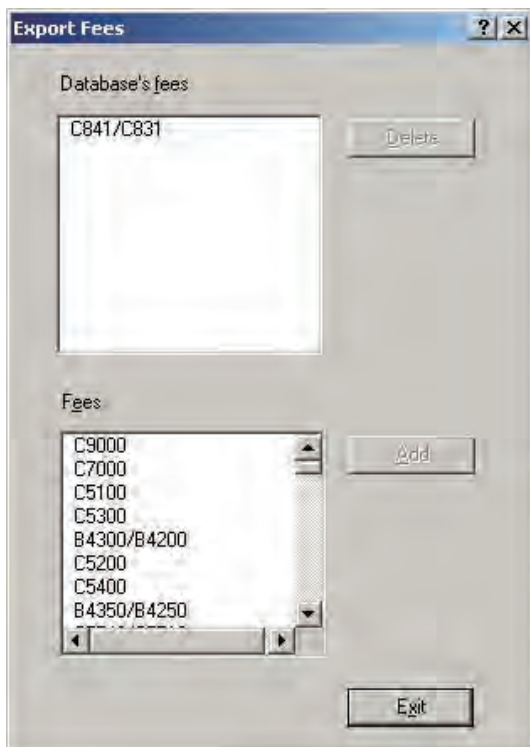 Export Fees
Database's fees
C841/C831
Delete
Fees
C9000
C7000
C5100
C5300
B4300/B4200
C5200
C5400
B4350/B4250
Add
Exit